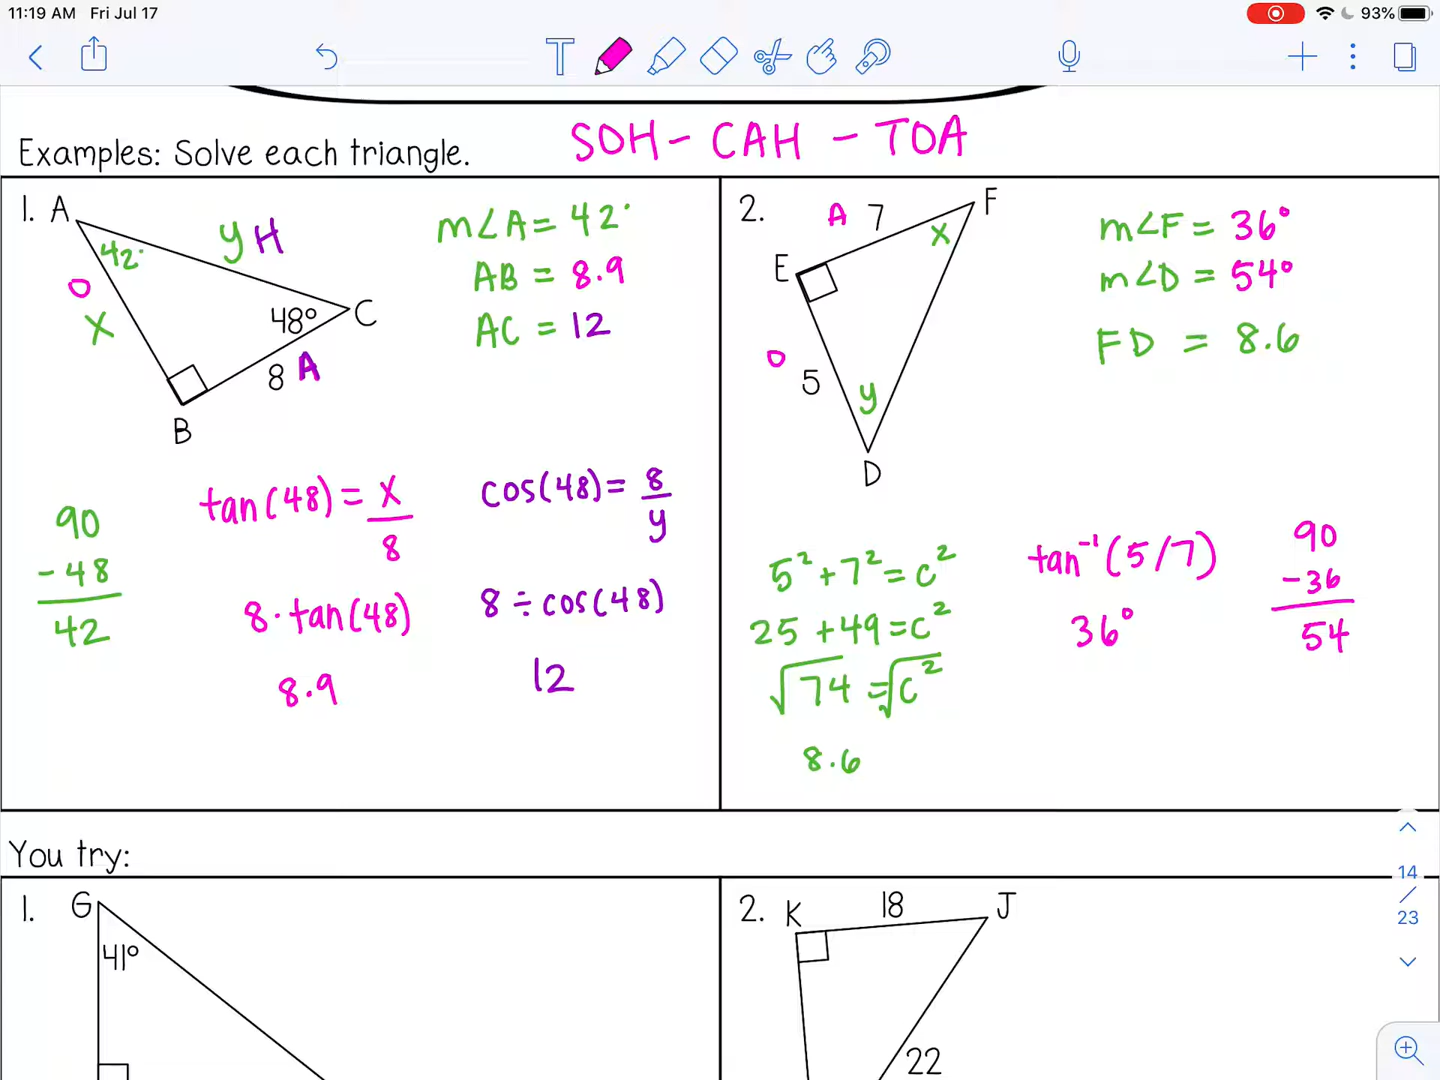 11:19 AM Fri Jul 17
93%
T
Examples: Solve each triangle.
SOH - CAH - TOA
1.
A
42°
y H
O
x
48°
C
8 A
B
m∠A = 42°
AB = 8.9
AC = 12
90
-48
42
tan(48) = x/8
8 · tan(48)
8.9
cos(48) = 8/y
8 ÷ cos(48)
12
2.
A 7
F
x
E
O
5
y
D
m∠F = 36°
m∠D = 54°
FD = 8.6
5² + 7² = c²
25 + 49 = c²
√74 = √c²
8.6
tan⁻¹(5/7)
36°
90
-36
54
You try:
1.
G
41°
2.
K
18
J
22
14
/
23